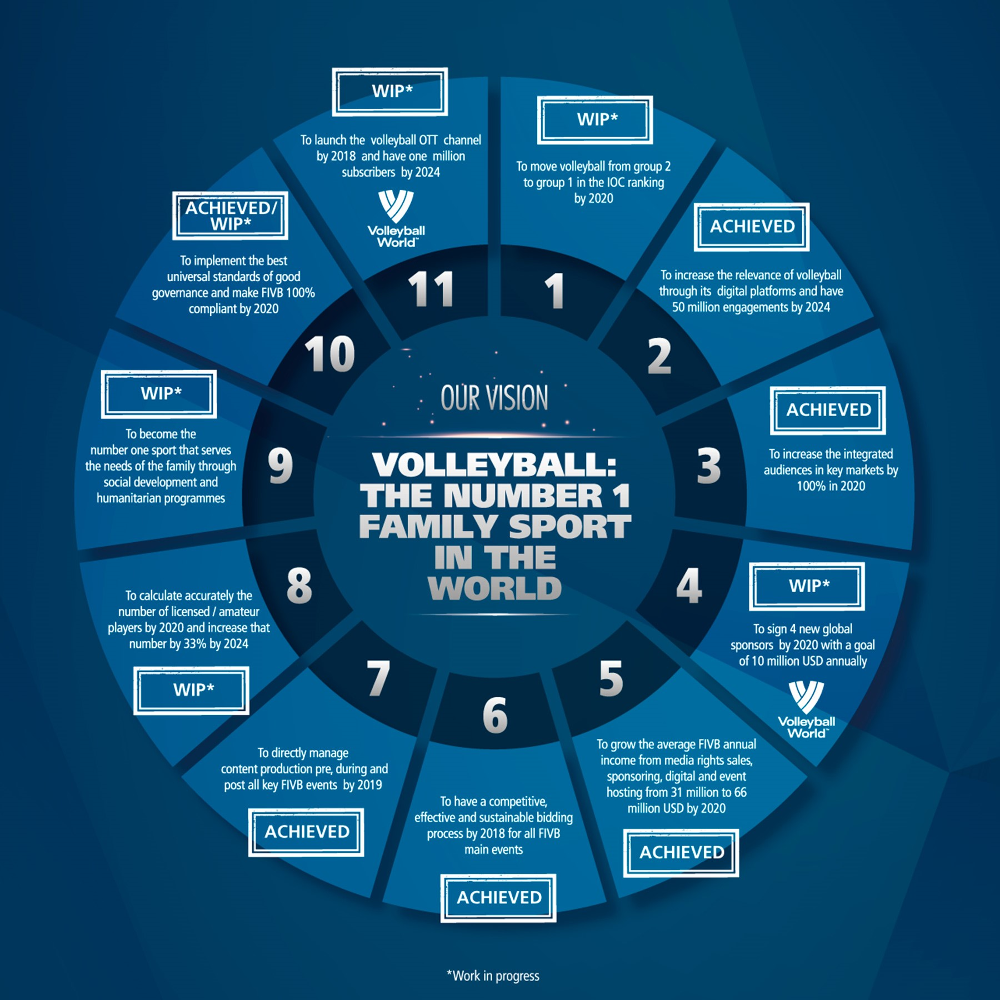 OUR VISION
VOLLEYBALL:
THE NUMBER 1
FAMILY SPORT
IN THE
WORLD
1
WIP*
To move volleyball from group 2
to group 1 in the IOC ranking
by 2020
2
ACHIEVED
To increase the relevance of volleyball
through its digital platforms and have
50 million engagements by 2024
3
ACHIEVED
To increase the integrated
audiences in key markets by
100% in 2020
4
WIP*
To sign 4 new global
sponsors by 2020 with a goal
of 10 million USD annually
Volleyball
World™
5
To grow the average FIVB annual
income from media rights sales,
sponsoring, digital and event
hosting from 31 million to 66
million USD by 2020
ACHIEVED
6
To have a competitive,
effective and sustainable bidding
process by 2018 for all FIVB
main events
ACHIEVED
7
To directly manage
content production pre, during and
post all key FIVB events by 2019
ACHIEVED
8
To calculate accurately the
number of licensed / amateur
players by 2020 and increase that
number by 33% by 2024
WIP*
9
WIP*
To become the
number one sport that serves
the needs of the family through
social development and
humanitarian programmes
10
ACHIEVED/
WIP*
To implement the best
universal standards of good
governance and make FIVB 100%
compliant by 2020
11
WIP*
To launch the volleyball OTT channel
by 2018 and have one million
subscribers by 2024
Volleyball
World™
*Work in progress